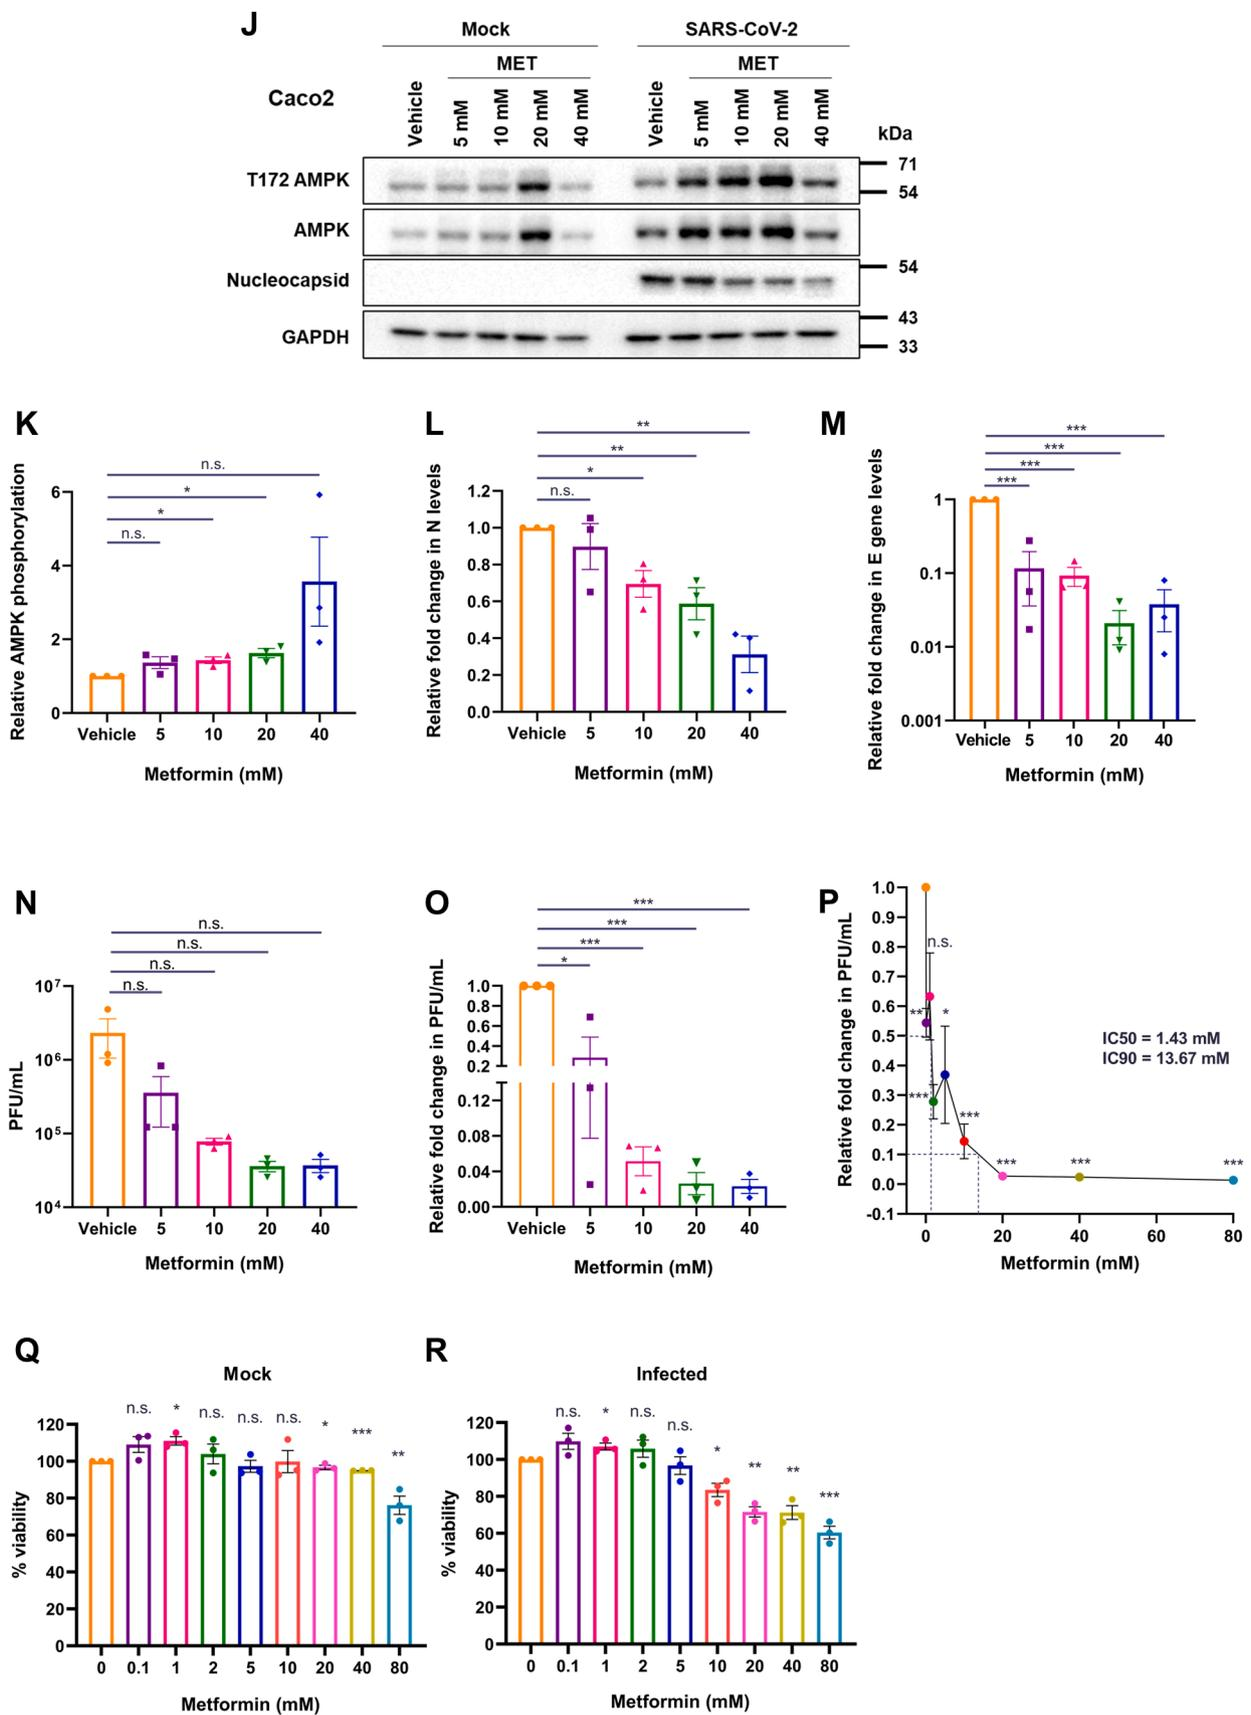 J
Mock
SARS-CoV-2
MET
MET
Caco2
Vehicle
5 mM
10 mM
20 mM
40 mM
Vehicle
5 mM
10 mM
20 mM
40 mM
kDa
T172 AMPK
71
54
AMPK
Nucleocapsid
54
GAPDH
43
33
K
Relative AMPK phosphorylation
n.s.
*
*
n.s.
6
4
2
0
Vehicle 5 10 20 40
Metformin (mM)
L
Relative fold change in N levels
**
**
*
n.s.
1.2
1.0
0.8
0.6
0.4
0.2
0.0
Vehicle 5 10 20 40
Metformin (mM)
M
Relative fold change in E gene levels
***
***
***
***
1
0.1
0.01
0.001
Vehicle 5 10 20 40
Metformin (mM)
N
PFU/mL
n.s.
n.s.
n.s.
n.s.
10⁷
10⁶
10⁵
10⁴
Vehicle 5 10 20 40
Metformin (mM)
O
Relative fold change in PFU/mL
***
***
***
*
1.0
0.8
0.6
0.4
0.2
0.12
0.08
0.04
0.00
Vehicle 5 10 20 40
Metformin (mM)
P
Relative fold change in PFU/mL
1.0
0.9
0.8
0.7
0.6
0.5
0.4
0.3
0.2
0.1
0.0
-0.1
n.s.
**
*
***
***
***
***
***
IC50 = 1.43 mM
IC90 = 13.67 mM
0 20 40 60 80
Metformin (mM)
Q
Mock
% viability
n.s. * n.s. n.s. n.s. * *** **
120
100
80
60
40
20
0
0 0.1 1 2 5 10 20 40 80
Metformin (mM)
R
Infected
% viability
n.s. * n.s. n.s. * ** ** ***
120
100
80
60
40
20
0
0 0.1 1 2 5 10 20 40 80
Metformin (mM)